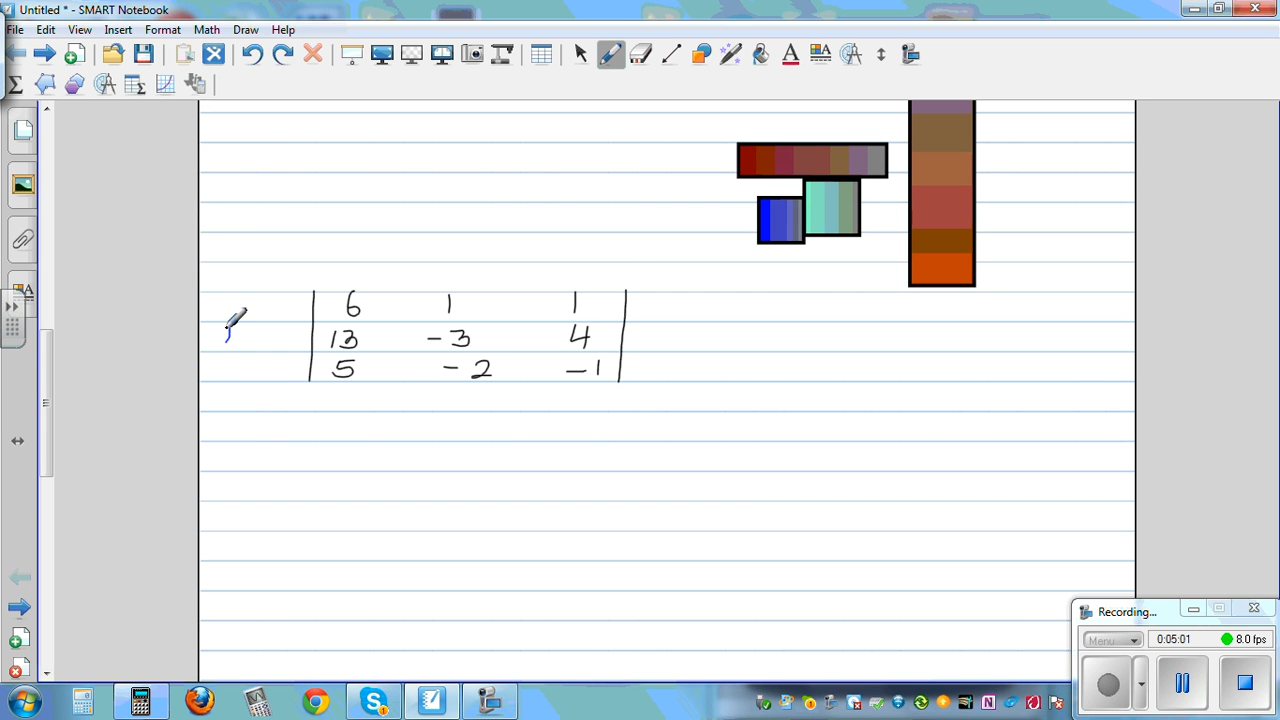 Untitled * - SMART Notebook
File Edit View Insert Format Math Draw Help
6 1 1
13 -3 4
5 -2 -1
Recording...
Menu 0:05:01 8.0 fps